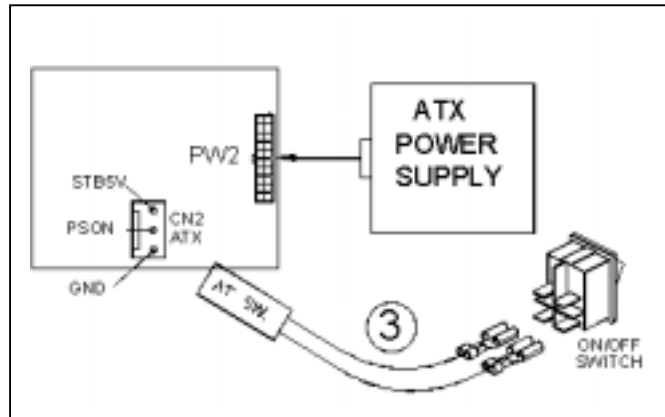 ATX
POWER
SUPPLY
PW2
STB5V
PSON
CN2
ATX
GND
AT SW.
3
ON/OFF
SWITCH